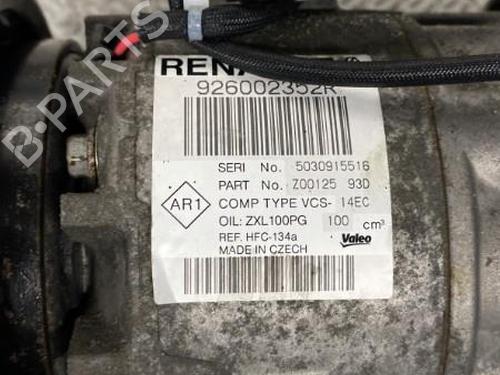 RENA
926002352R
SERI No. 5030915516
PART No. Z00125 93D
AR1
COMP TYPE VCS- 14EC
OIL: ZXL100PG 100 cm³
REF. HFC-134a
Valeo
MADE IN CZECH
B-PARTS